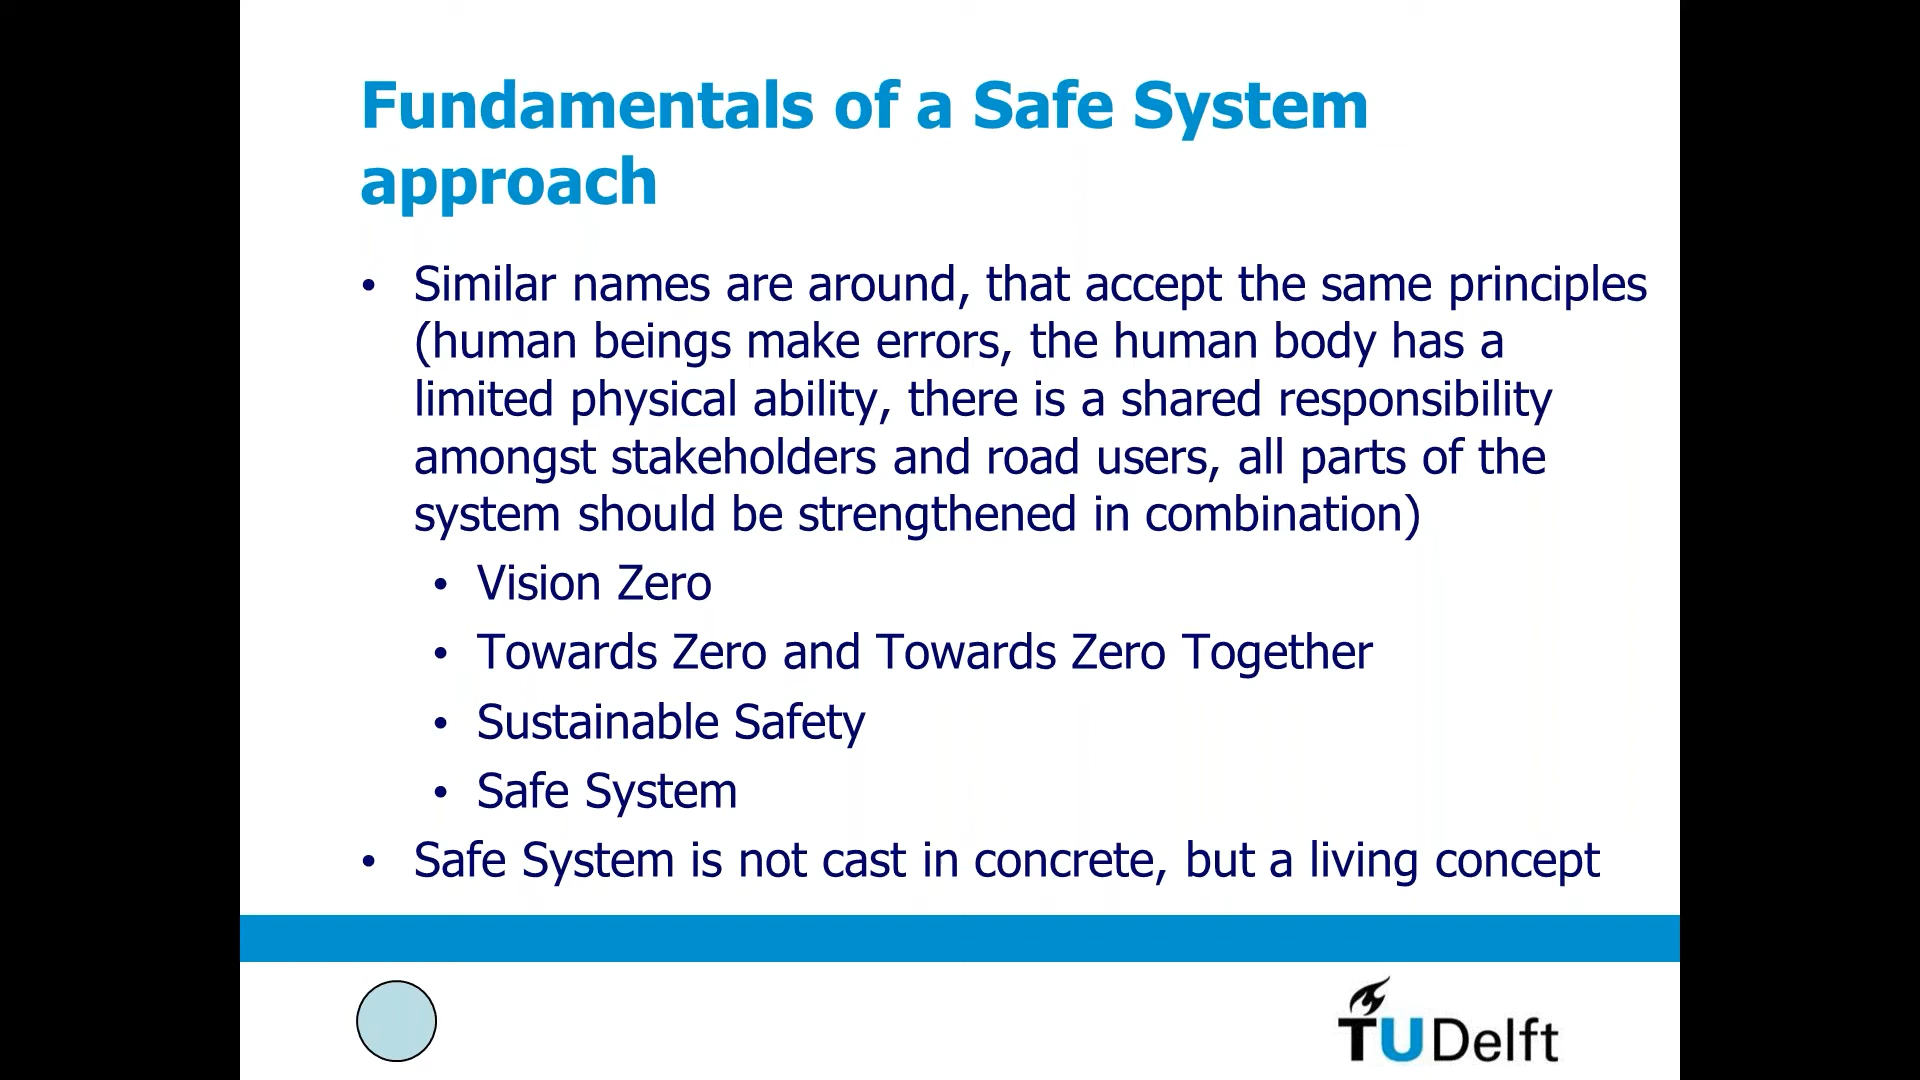 Fundamentals of a Safe System
approach
• Similar names are around, that accept the same principles
(human beings make errors, the human body has a
limited physical ability, there is a shared responsibility
amongst stakeholders and road users, all parts of the
system should be strengthened in combination)
• Vision Zero
• Towards Zero and Towards Zero Together
• Sustainable Safety
• Safe System
• Safe System is not cast in concrete, but a living concept
TU Delft